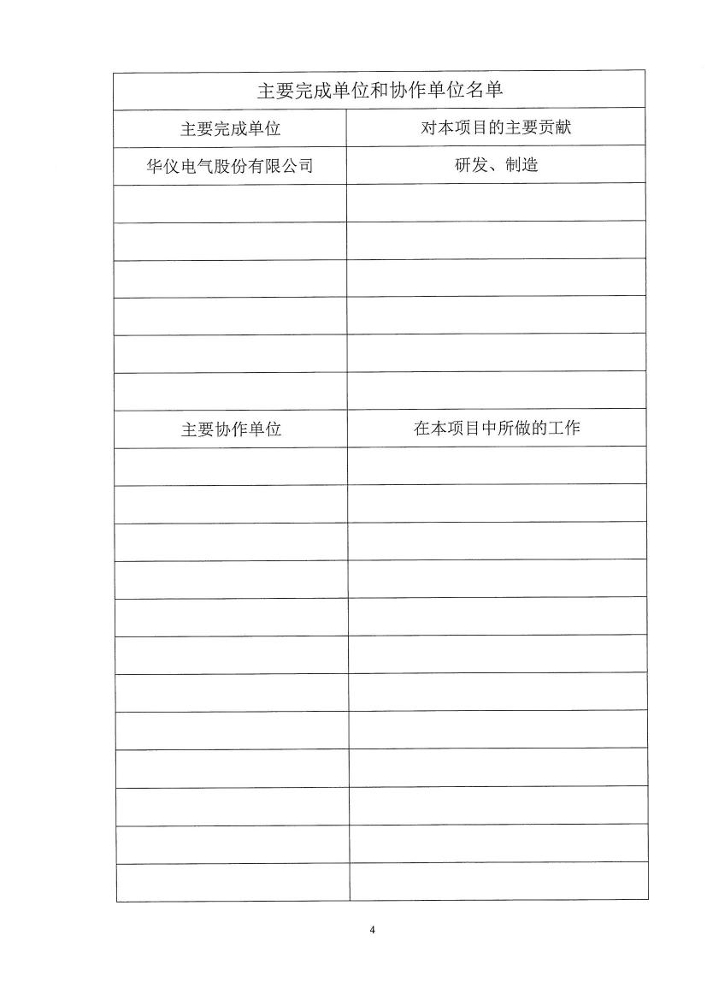 主要完成单位和协作单位名单
主要完成单位 对本项目的主要贡献
华仪电气股份有限公司 研发、制造
主要协作单位 在本项目中所做的工作
4